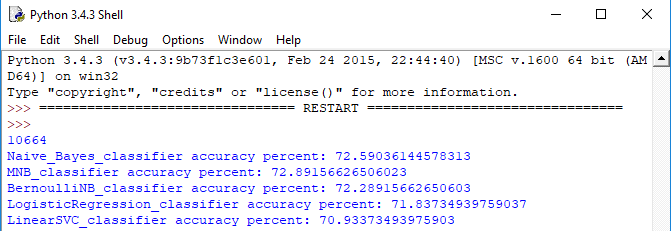 Python 3.4.3 Shell
File Edit Shell Debug Options Window Help
Python 3.4.3 (v3.4.3:9b73f1c3e601, Feb 24 2015, 22:44:40) [MSC v.1600 64 bit (AM
D64)] on win32
Type "copyright", "credits" or "license()" for more information.
>>> ================================ RESTART ================================
>>>
10664
Naive_Bayes_classifier accuracy percent: 72.59036144578313
MNB_classifier accuracy percent: 72.89156626506023
BernoulliNB_classifier accuracy percent: 72.28915662650603
LogisticRegression_classifier accuracy percent: 71.83734939759037
LinearSVC_classifier accuracy percent: 70.93373493975903